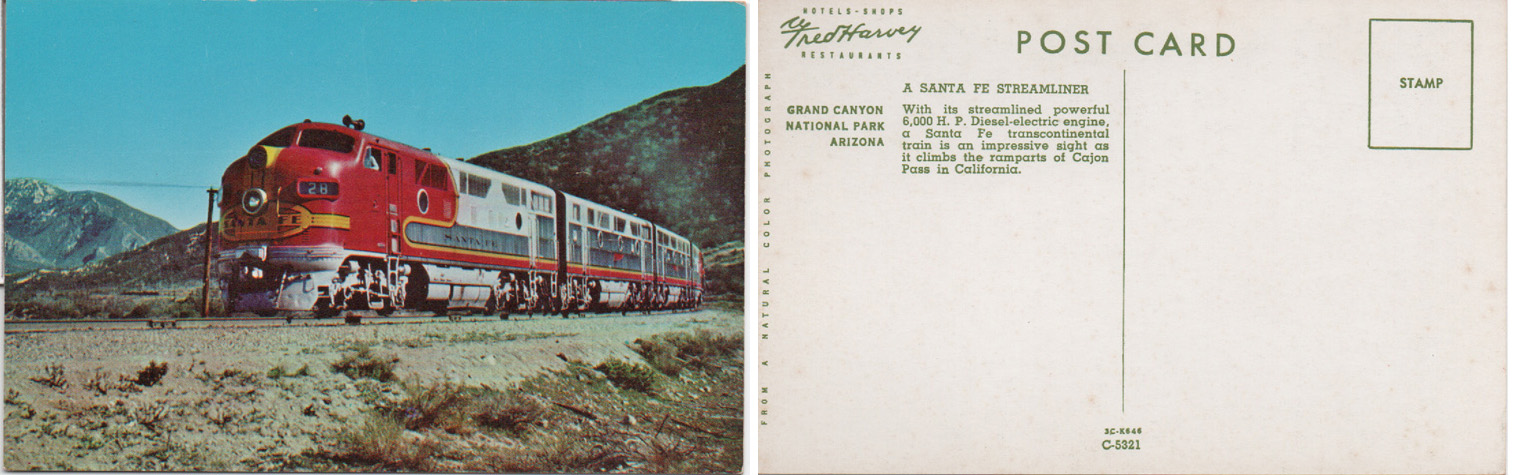 28
SANTA FE
SANTA FE
HOTELS-SHOPS
Fred Harvey
RESTAURANTS
POST CARD
STAMP
A SANTA FE STREAMLINER
GRAND CANYON
NATIONAL PARK
ARIZONA
With its streamlined powerful
6,000 H. P. Diesel-electric engine,
a Santa Fe transcontinental
train is an impressive sight as
it climbs the ramparts of Cajon
Pass in California.
FROM A NATURAL COLOR PHOTOGRAPH
3C-K646
C-5321